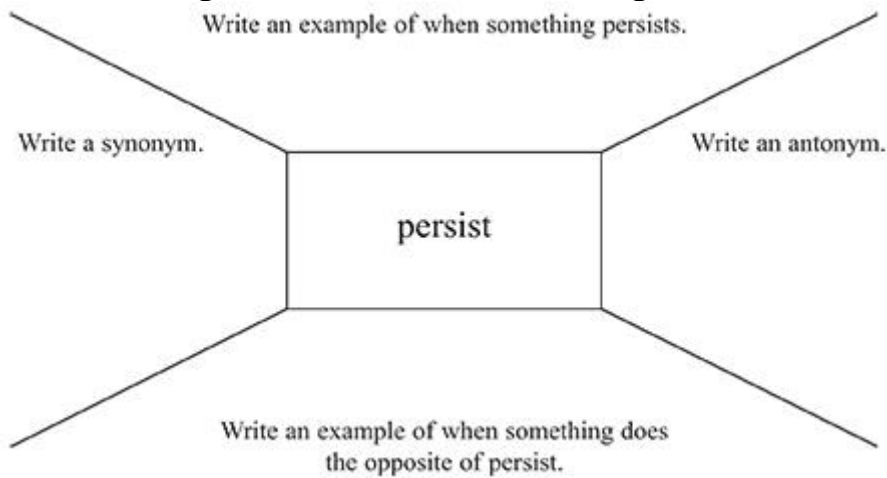 Write an example of when something persists.
Write a synonym.
Write an antonym.
persist
Write an example of when something does
the opposite of persist.